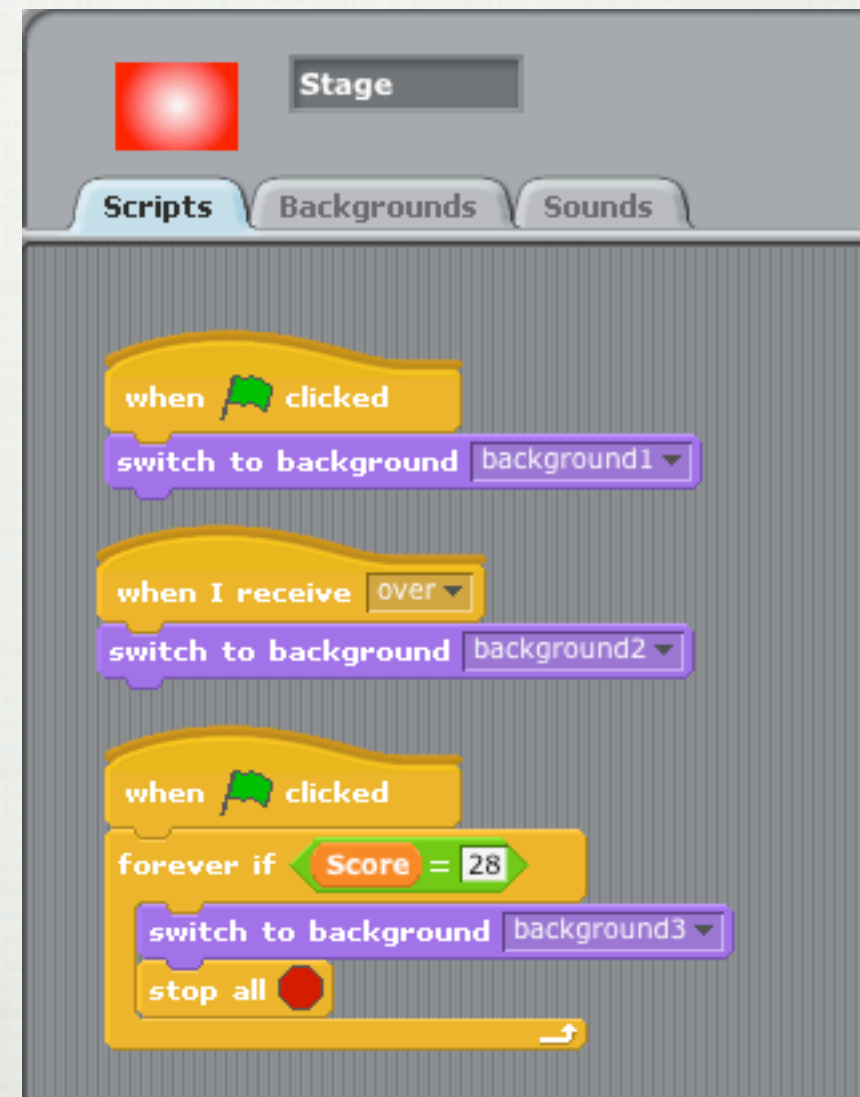 Stage
Scripts Backgrounds Sounds
when clicked
switch to background background1
when I receive over
switch to background background2
when clicked
forever if Score = 28
switch to background background3
stop all